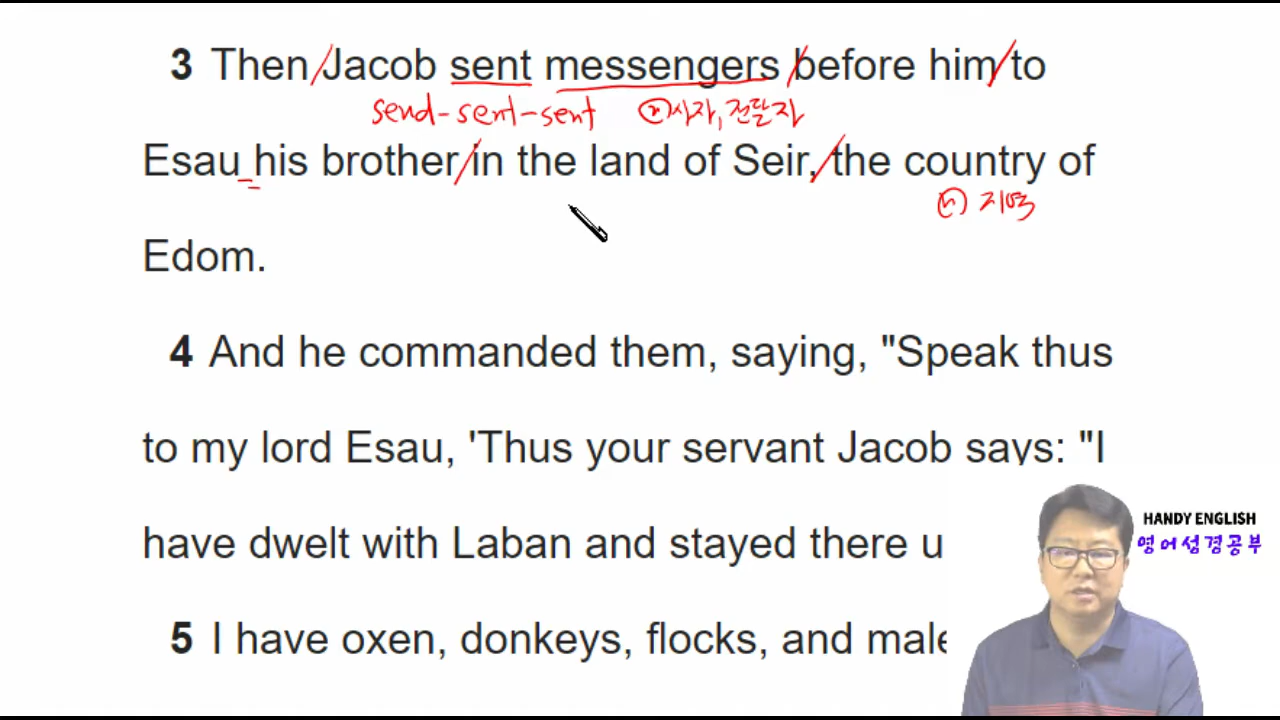 3 Then Jacob sent messengers before him to
send-sent-sent ⓝ사자, 전달자
Esau his brother in the land of Seir, the country of
ⓝ 지역
Edom.
4 And he commanded them, saying, "Speak thus
to my lord Esau, 'Thus your servant Jacob says: "I
have dwelt with Laban and stayed there u
5 I have oxen, donkeys, flocks, and male
HANDY ENGLISH
영어성경공부